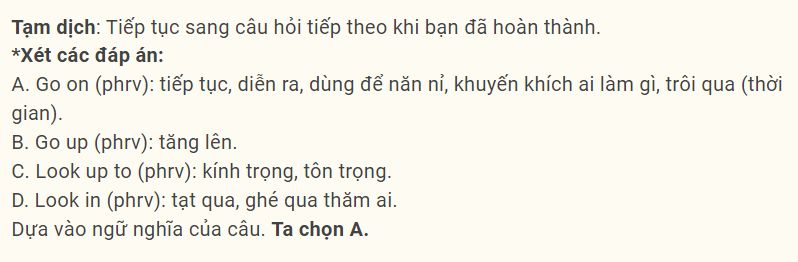 Tạm dịch: Tiếp tục sang câu hỏi tiếp theo khi bạn đã hoàn thành.
*Xét các đáp án:
A. Go on (phrv): tiếp tục, diễn ra, dùng để năn nỉ, khuyến khích ai làm gì, trôi qua (thời
gian).
B. Go up (phrv): tăng lên.
C. Look up to (phrv): kính trọng, tôn trọng.
D. Look in (phrv): tạt qua, ghé qua thăm ai.
Dựa vào ngữ nghĩa của câu. Ta chọn A.